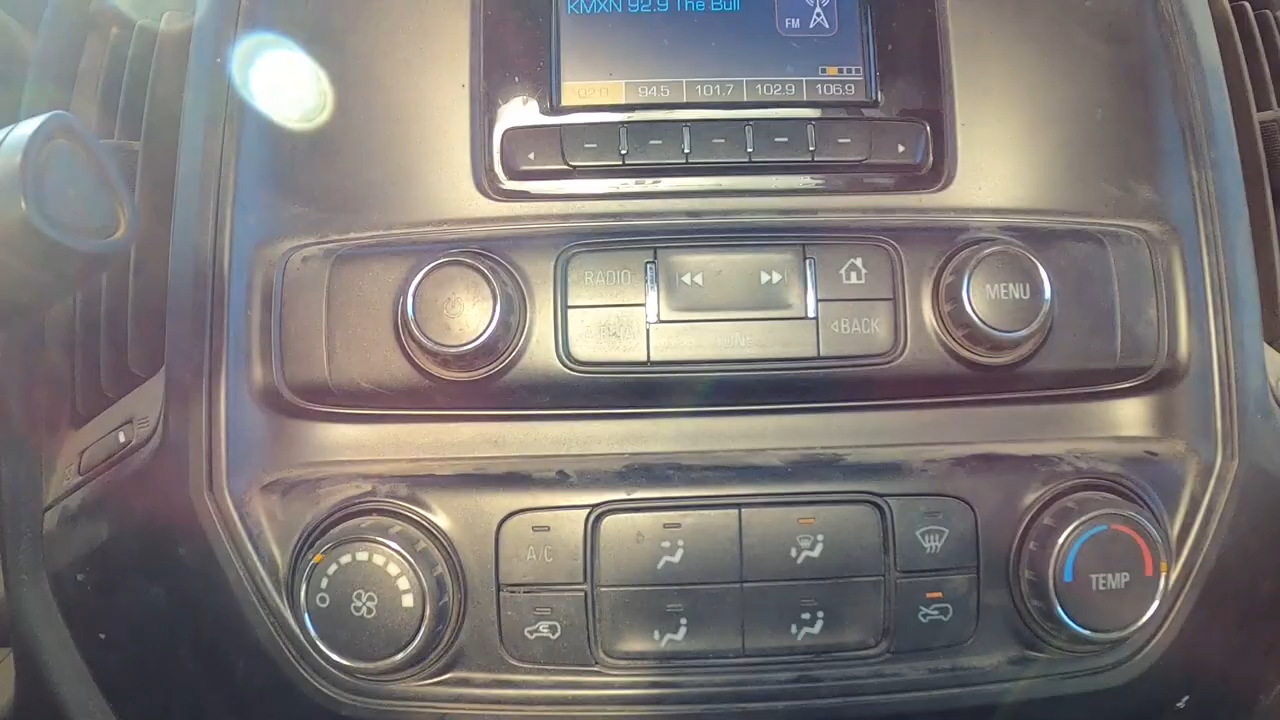 KMXN 92.9 The Bull
FM
94.5 101.7 102.9 106.9
RADIO
MENU
BACK
A/C
TEMP